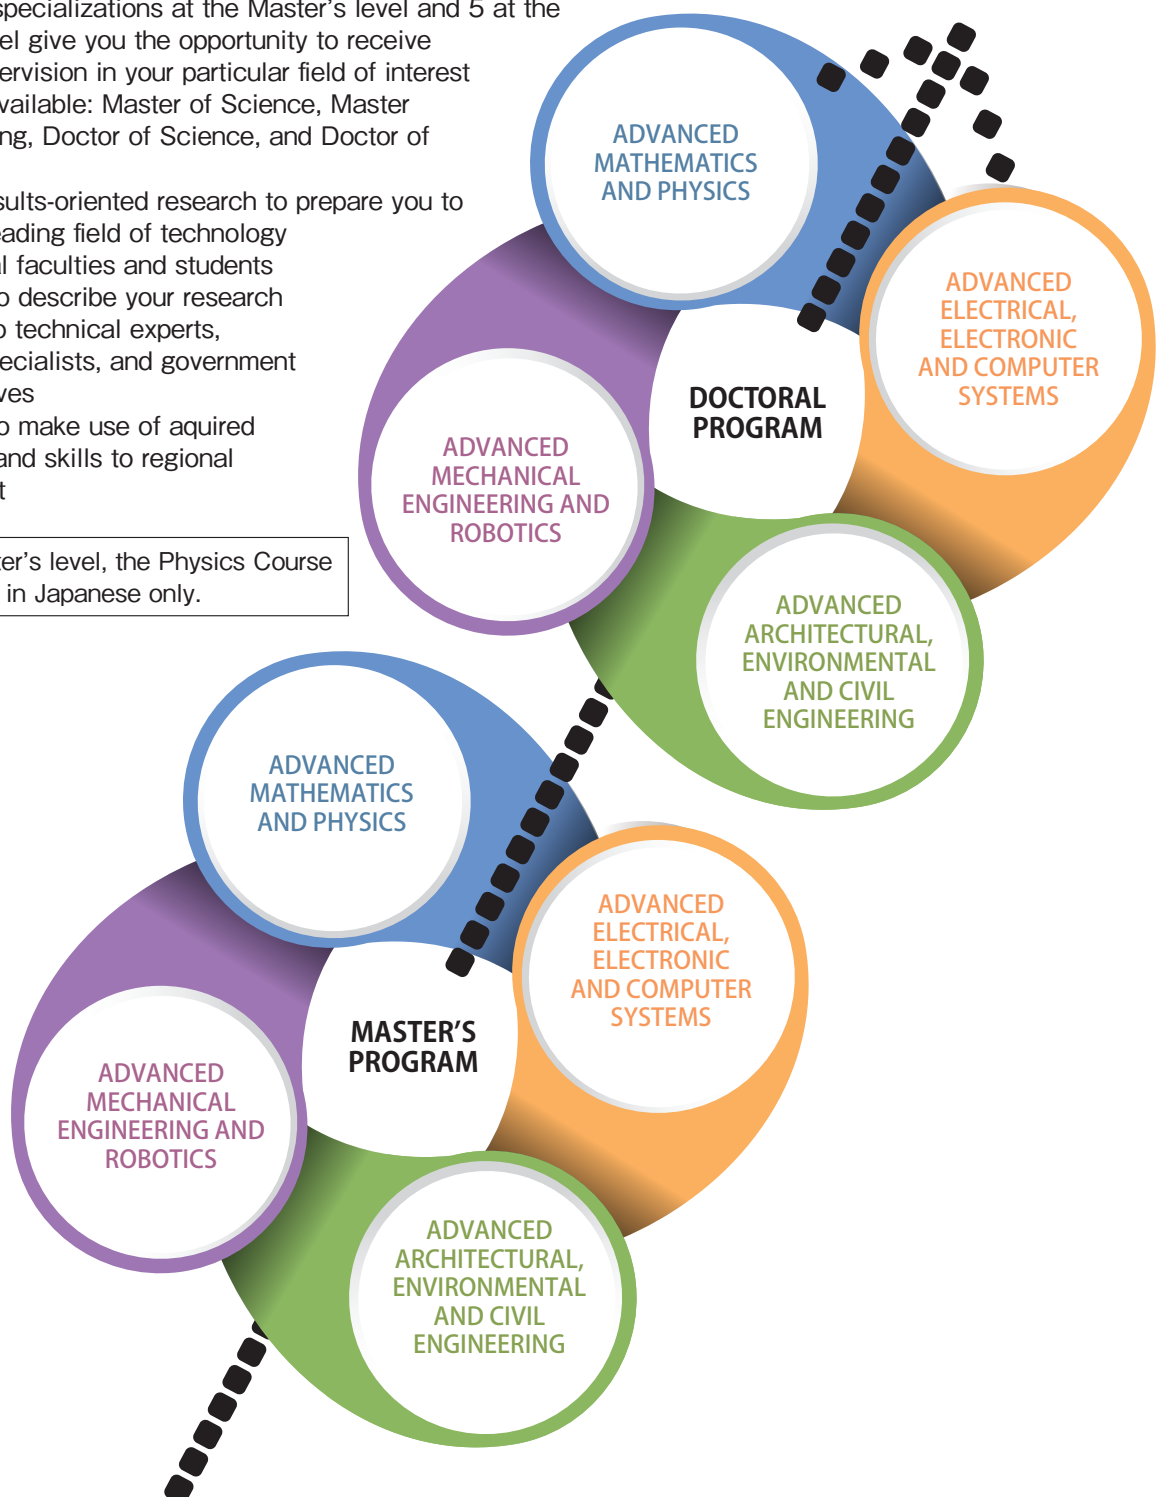 specializations at the Master's level and 5 at the
el give you the opportunity to receive
ervision in your particular field of interest
vailable: Master of Science, Master
ng, Doctor of Science, and Doctor of
sults-oriented research to prepare you to
eading field of technology
al faculties and students
o describe your research
o technical experts,
ecialists, and government
ves
o make use of aquired
and skills to regional
t
ter's level, the Physics Course
in Japanese only.
ADVANCED
MATHEMATICS
AND PHYSICS
ADVANCED
ELECTRICAL,
ELECTRONIC
AND COMPUTER
SYSTEMS
DOCTORAL
PROGRAM
ADVANCED
MECHANICAL
ENGINEERING AND
ROBOTICS
ADVANCED
ARCHITECTURAL,
ENVIRONMENTAL
AND CIVIL
ENGINEERING
ADVANCED
MATHEMATICS
AND PHYSICS
ADVANCED
ELECTRICAL,
ELECTRONIC
AND COMPUTER
SYSTEMS
MASTER'S
PROGRAM
ADVANCED
MECHANICAL
ENGINEERING AND
ROBOTICS
ADVANCED
ARCHITECTURAL,
ENVIRONMENTAL
AND CIVIL
ENGINEERING